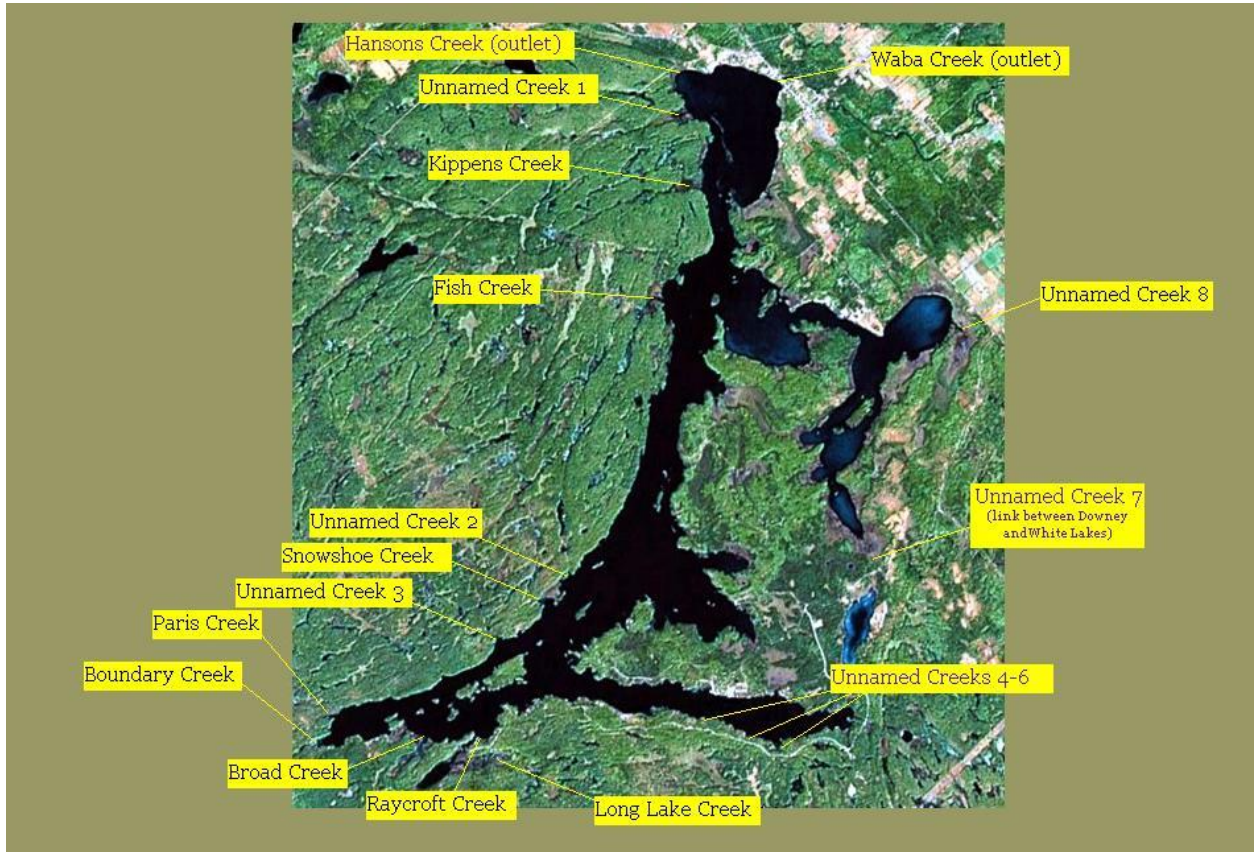 Hansons Creek (outlet)
Waba Creek (outlet)
Unnamed Creek 1
Kippens Creek
Fish Creek
Unnamed Creek 8
Unnamed Creek 7
(link between Downey
and White Lakes)
Unnamed Creek 2
Snowshoe Creek
Unnamed Creek 3
Paris Creek
Boundary Creek
Unnamed Creeks 4-6
Broad Creek
Raycroft Creek
Long Lake Creek